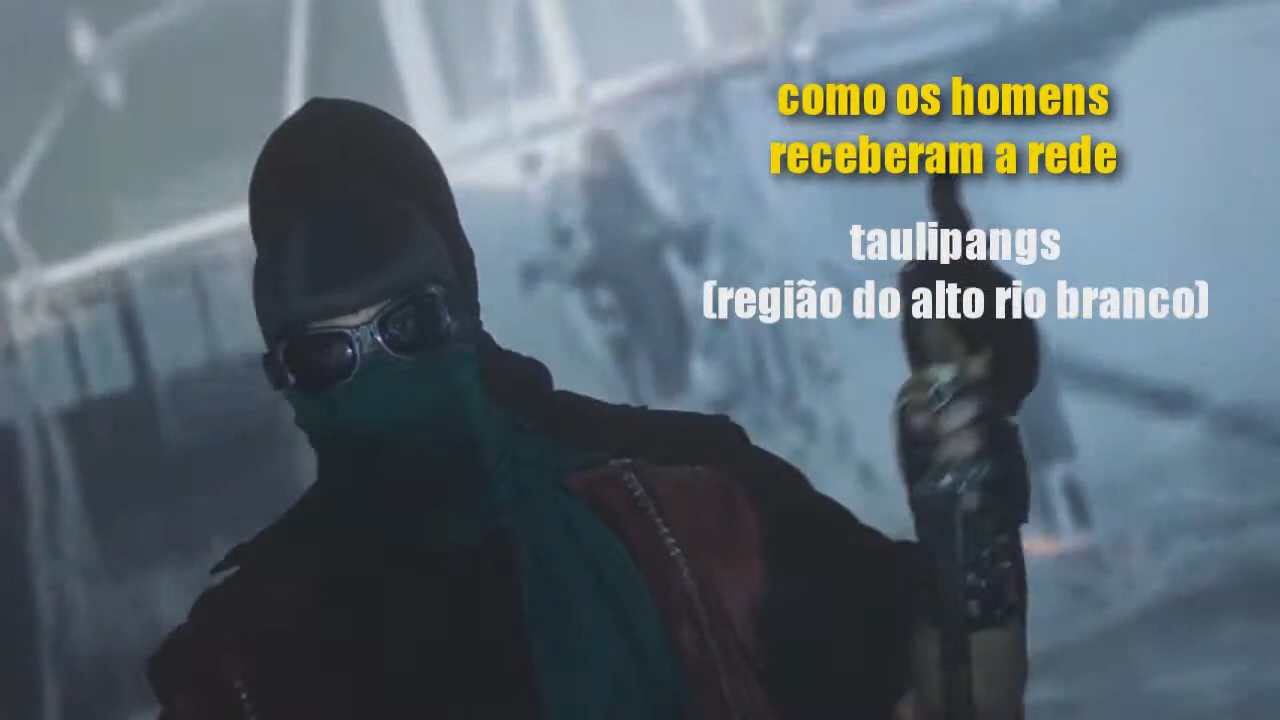 como os homens
receberam a rede
taulipangs
(região do alto rio branco)